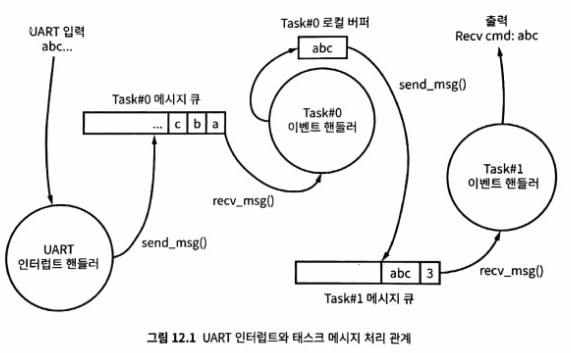 UART 입력
abc...
Task#0 메시지 큐
... c b a
UART
인터럽트 핸들러
send_msg()
recv_msg()
Task#0 로컬 버퍼
abc
Task#0
이벤트 핸들러
send_msg()
abc 3
Task#1 메시지 큐
recv_msg()
Task#1
이벤트 핸들러
출력
Recv cmd: abc
그림 12.1 UART 인터럽트와 태스크 메시지 처리 관계